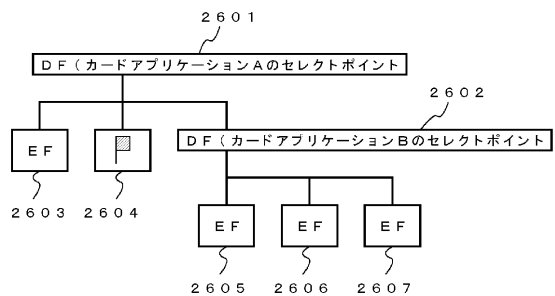 ２６０１
ＤＦ（カードアプリケーションＡのセレクトポイント
２６０２
ＥＦ
ＤＦ（カードアプリケーションＢのセレクトポイント
２６０３
２６０４
ＥＦ
ＥＦ
ＥＦ
２６０５
２６０６
２６０７